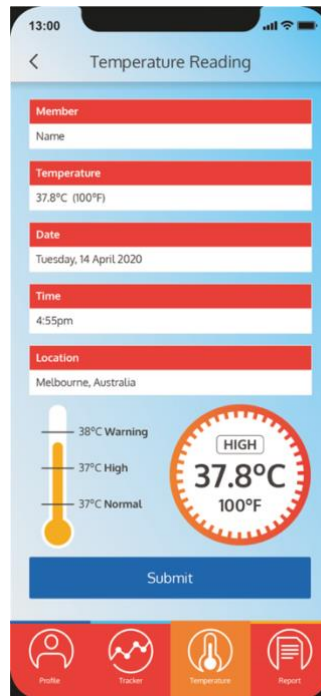 13:00
Temperature Reading
Member
Name
Temperature
37.8°C (100°F)
Date
Tuesday, 14 April 2020
Time
4:55pm
Location
Melbourne, Australia
38°C Warning
37°C High
37°C Normal
HIGH
37.8°C
100°F
Submit
Profile
Tracker
Temperature
Report